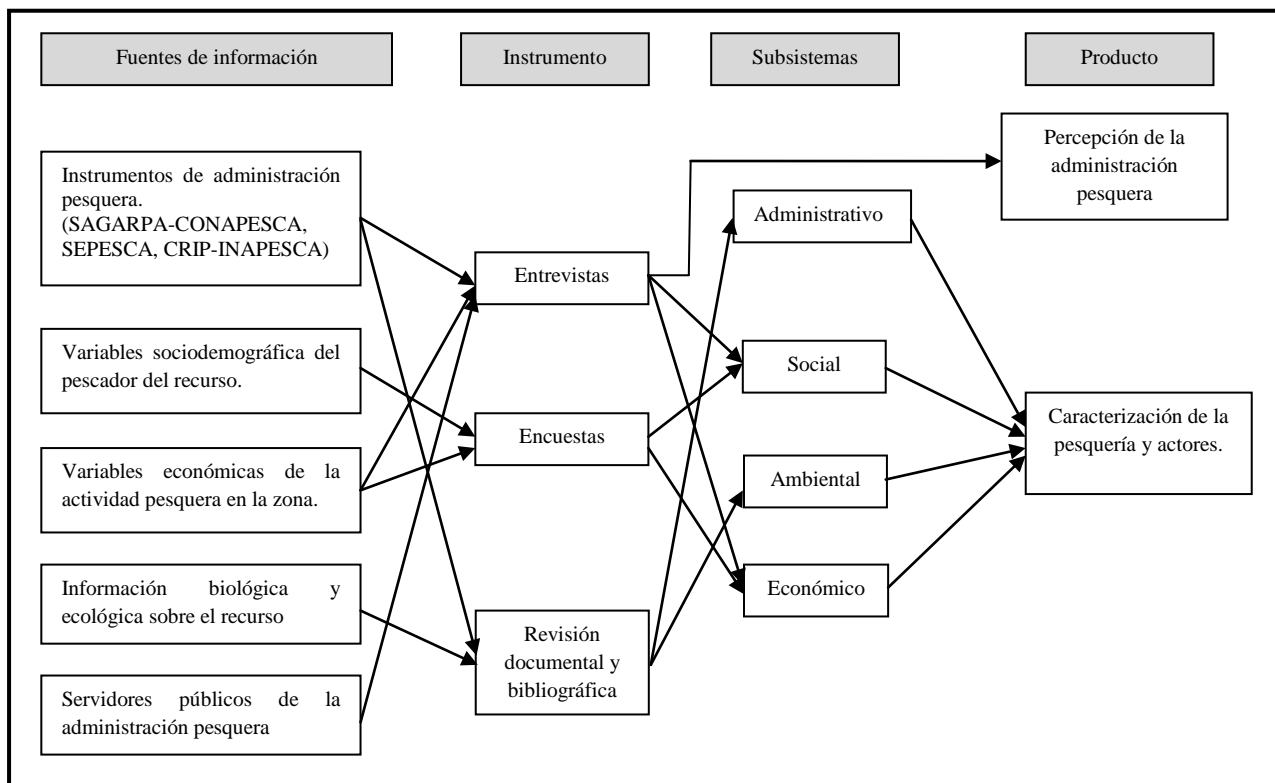 Fuentes de información
Instrumento
Subsistemas
Producto
Instrumentos de administración
pesquera.
(SAGARPA-CONAPESCA,
SEPESCA, CRIP-INAPESCA)
Variables sociodemográfica del
pescador del recurso.
Variables económicas de la
actividad pesquera en la zona.
Información biológica y
ecológica sobre el recurso
Servidores públicos de la
administración pesquera
Entrevistas
Encuestas
Revisión
documental y
bibliográfica
Administrativo
Social
Ambiental
Económico
Percepción de la
administración
pesquera
Caracterización de la
pesquería y actores.